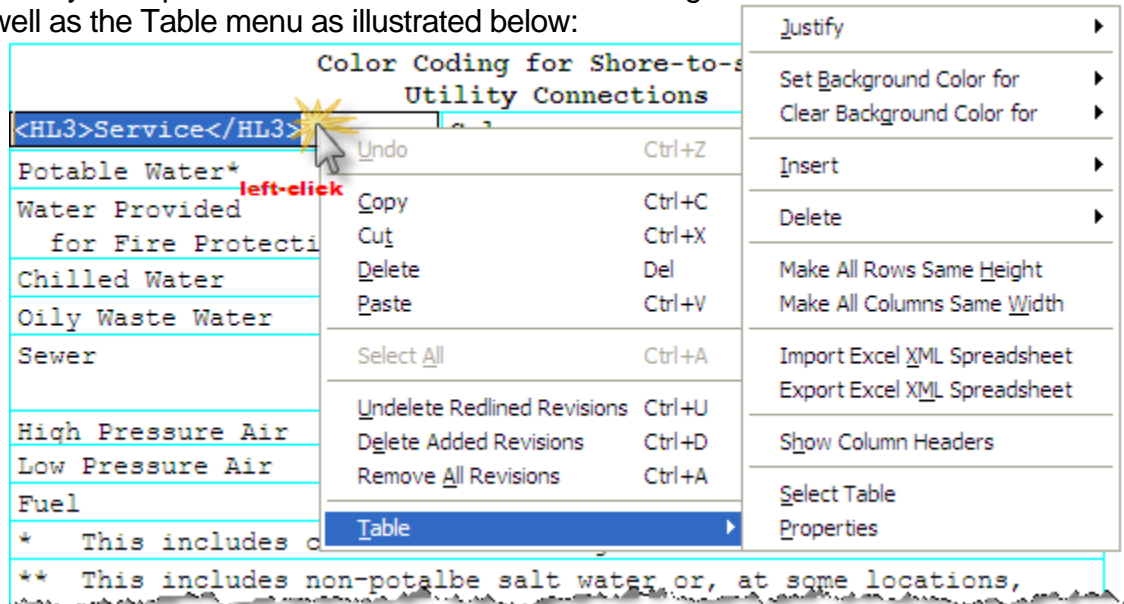 well as the Table menu as illustrated below:
Color Coding for Shore-to-s
Utility Connections
<HL3>Service</HL3>
Potable Water*
left-click
Water Provided
for Fire Protecti
Chilled Water
Oily Waste Water
Sewer
High Pressure Air
Low Pressure Air
Fuel
* This includes c
** This includes non-potalbe salt water or, at some locations,
Undo Ctrl+Z
Copy Ctrl+C
Cut Ctrl+X
Delete Del
Paste Ctrl+V
Select All Ctrl+A
Undelete Redlined Revisions Ctrl+U
Delete Added Revisions Ctrl+D
Remove All Revisions Ctrl+A
Table
Justify
Set Background Color for
Clear Background Color for
Insert
Delete
Make All Rows Same Height
Make All Columns Same Width
Import Excel XML Spreadsheet
Export Excel XML Spreadsheet
Show Column Headers
Select Table
Properties